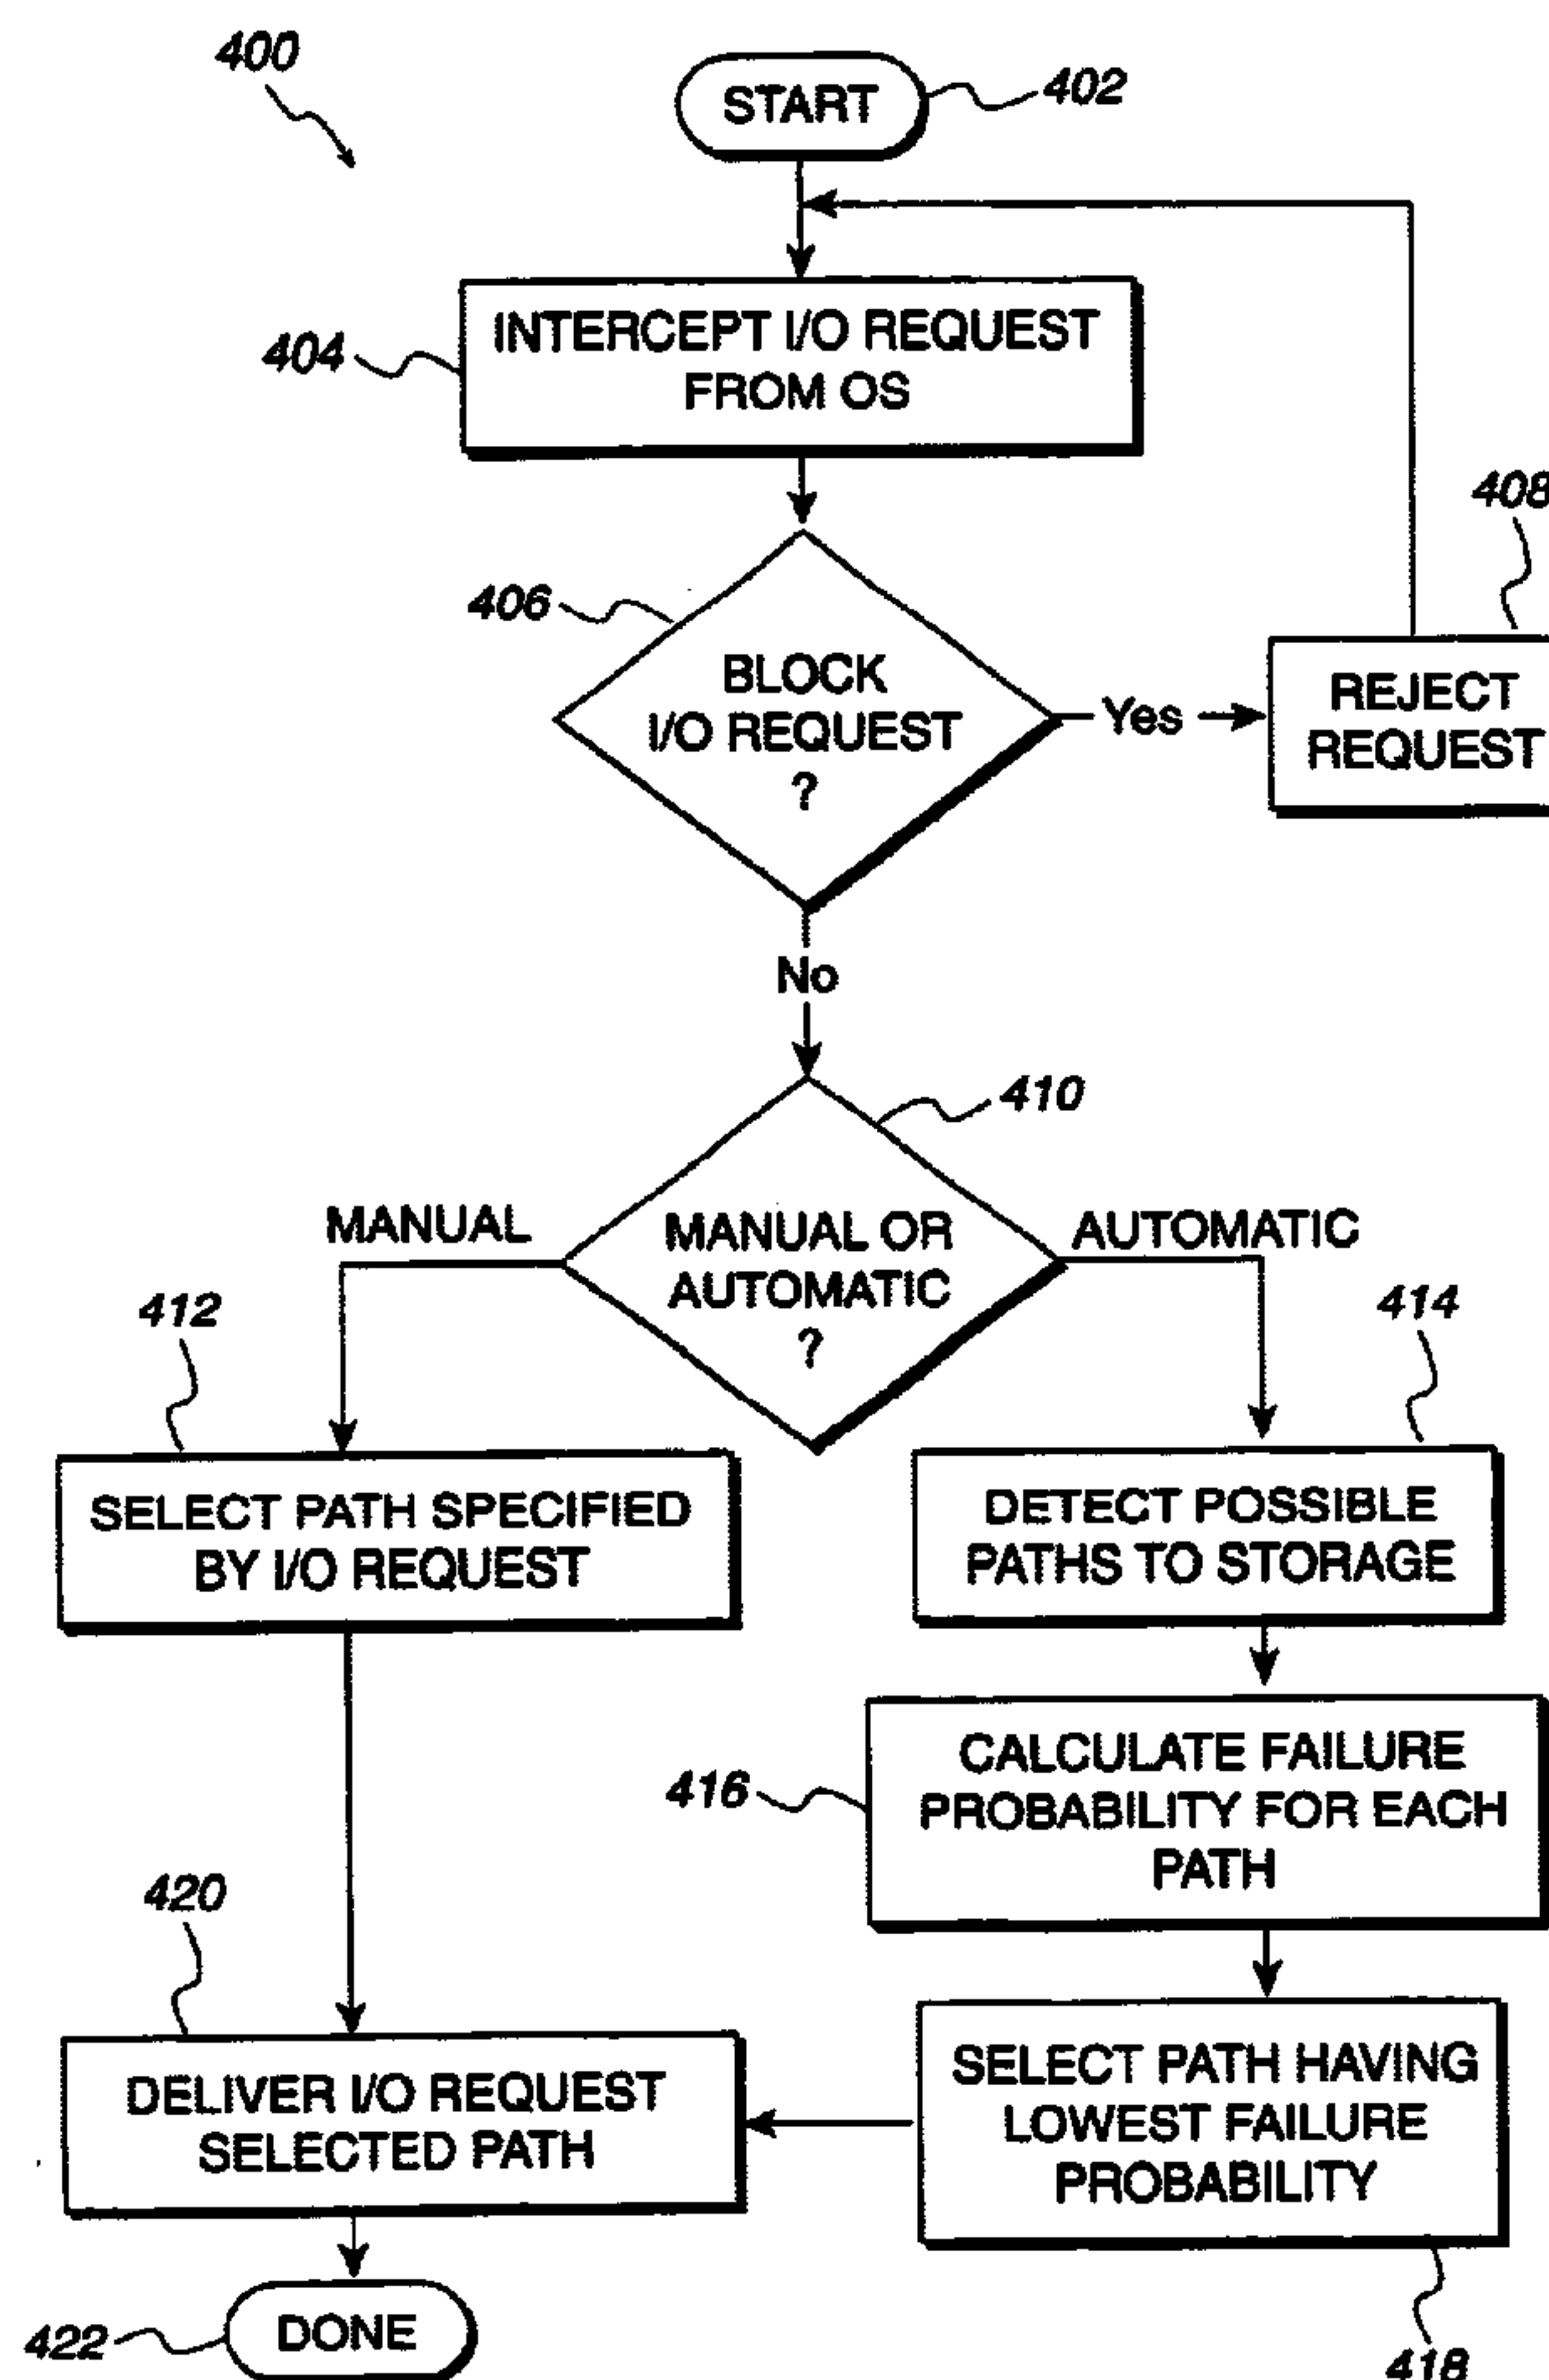 400
START
402
INTERCEPT I/O REQUEST
FROM OS
404
408
406
BLOCK
I/O REQUEST
?
Yes
REJECT
REQUEST
No
410
MANUAL
MANUAL OR
AUTOMATIC
?
AUTOMATIC
412
414
SELECT PATH SPECIFIED
BY I/O REQUEST
DETECT POSSIBLE
PATHS TO STORAGE
416
CALCULATE FAILURE
PROBABILITY FOR EACH
PATH
420
DELIVER I/O REQUEST
SELECTED PATH
SELECT PATH HAVING
LOWEST FAILURE
PROBABILITY
422
DONE
418